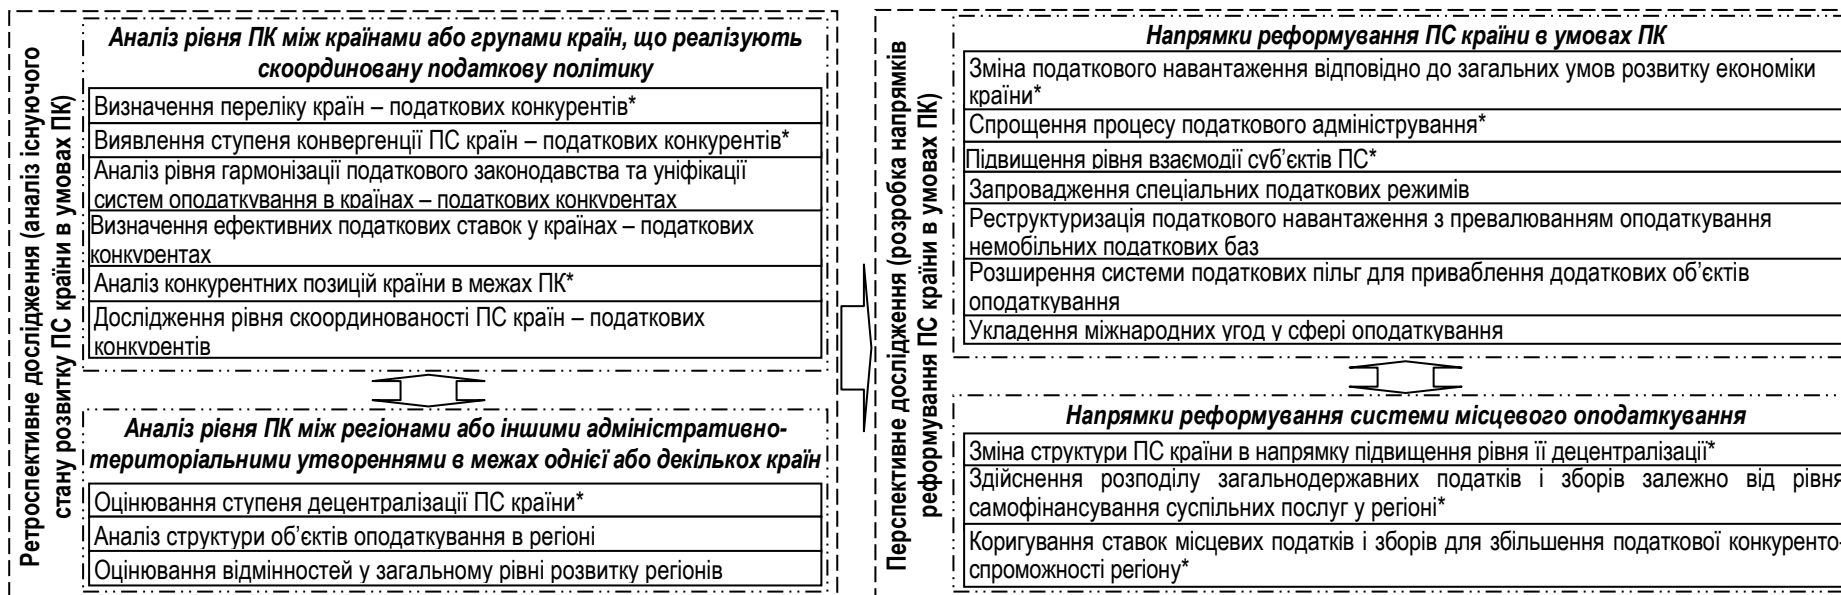 Ретроспективне дослідження (аналіз існуючого
стану розвитку ПС країни в умовах ПК)
Аналіз рівня ПК між країнами або групами країн, що реалізують
скоординовану податкову політику
Визначення переліку країн – податкових конкурентів*
Виявлення ступеня конвергенції ПС країн – податкових конкурентів*
Аналіз рівня гармонізації податкового законодавства та уніфікації
систем оподаткування в країнах – податкових конкурентах
Визначення ефективних податкових ставок у країнах – податкових
конкурентах
Аналіз конкурентних позицій країни в межах ПК*
Дослідження рівня скоординованості ПС країн – податкових
конкурентів
Аналіз рівня ПК між регіонами або іншими адміністративно-
територіальними утвореннями в межах однієї або декількох країн
Оцінювання ступеня децентралізації ПС країни*
Аналіз структури об’єктів оподаткування в регіоні
Оцінювання відмінностей у загальному рівні розвитку регіонів
Перспективне дослідження (розробка напрямків
реформування ПС країни в умовах ПК)
Напрямки реформування ПС країни в умовах ПК
Зміна податкового навантаження відповідно до загальних умов розвитку економіки
країни*
Спрощення процесу податкового адміністрування*
Підвищення рівня взаємодії суб’єктів ПС*
Запровадження спеціальних податкових режимів
Реструктуризація податкового навантаження з превалюванням оподаткування
немобільних податкових баз
Розширення системи податкових пільг для приваблення додаткових об’єктів
оподаткування
Укладення міжнародних угод у сфері оподаткування
Напрямки реформування системи місцевого оподаткування
Зміна структури ПС країни в напрямку підвищення рівня її децентралізації*
Здійснення розподілу загальнодержавних податків і зборів залежно від рівня
самофінансування суспільних послуг у регіоні*
Коригування ставок місцевих податків і зборів для збільшення податкової конкуренто-
спроможності регіону*